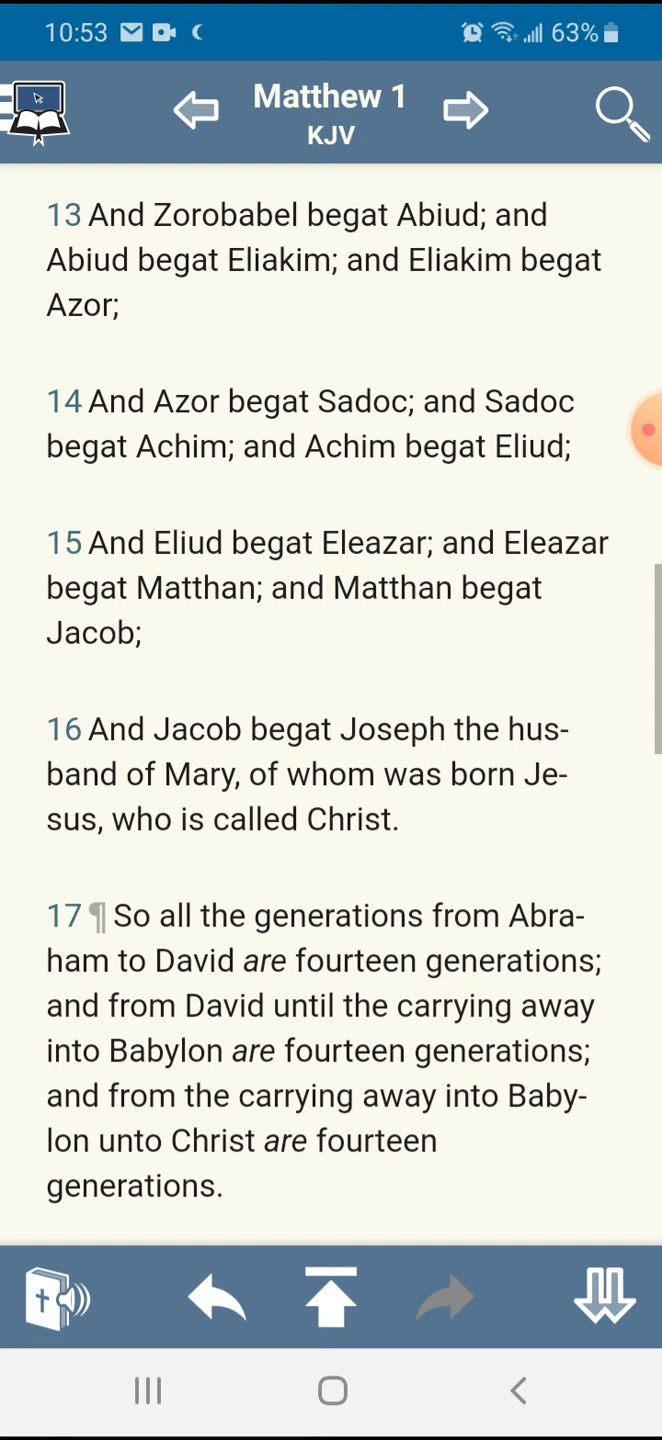 10:53 63%
Matthew 1
KJV
13 And Zorobabel begat Abiud; and
Abiud begat Eliakim; and Eliakim begat
Azor;
14 And Azor begat Sadoc; and Sadoc
begat Achim; and Achim begat Eliud;
15 And Eliud begat Eleazar; and Eleazar
begat Matthan; and Matthan begat
Jacob;
16 And Jacob begat Joseph the hus-
band of Mary, of whom was born Je-
sus, who is called Christ.
17 ¶ So all the generations from Abra-
ham to David are fourteen generations;
and from David until the carrying away
into Babylon are fourteen generations;
and from the carrying away into Baby-
lon unto Christ are fourteen
generations.